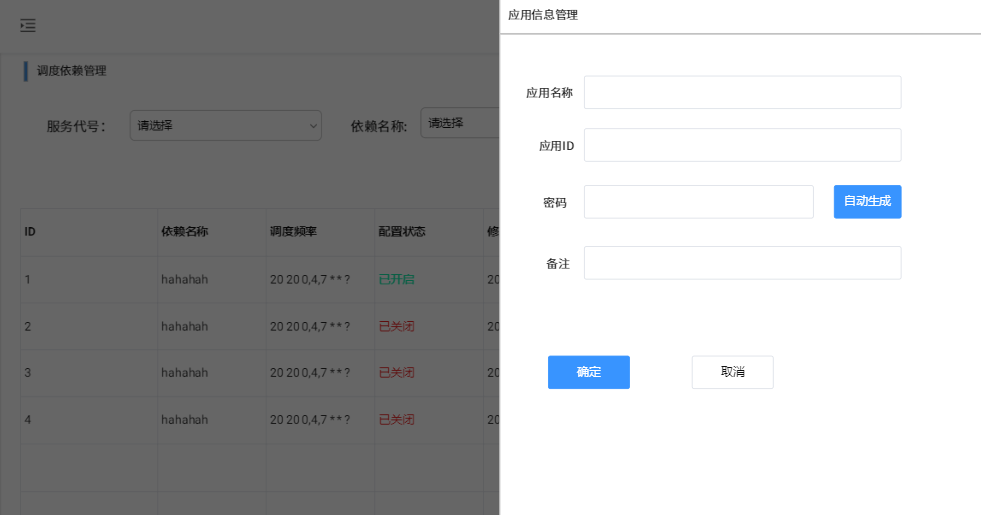 调度依赖管理
服务代号：
请选择
依赖名称:
请选择
ID
依赖名称
调度频率
配置状态
修
1
hahahah
20 20 0,4,7 * * ?
已开启
20
2
hahahah
20 20 0,4,7 * * ?
已关闭
20
3
hahahah
20 20 0,4,7 * * ?
已关闭
20
4
hahahah
20 20 0,4,7 * * ?
已关闭
20
应用信息管理
应用名称
应用ID
密码
自动生成
备注
确定
取消